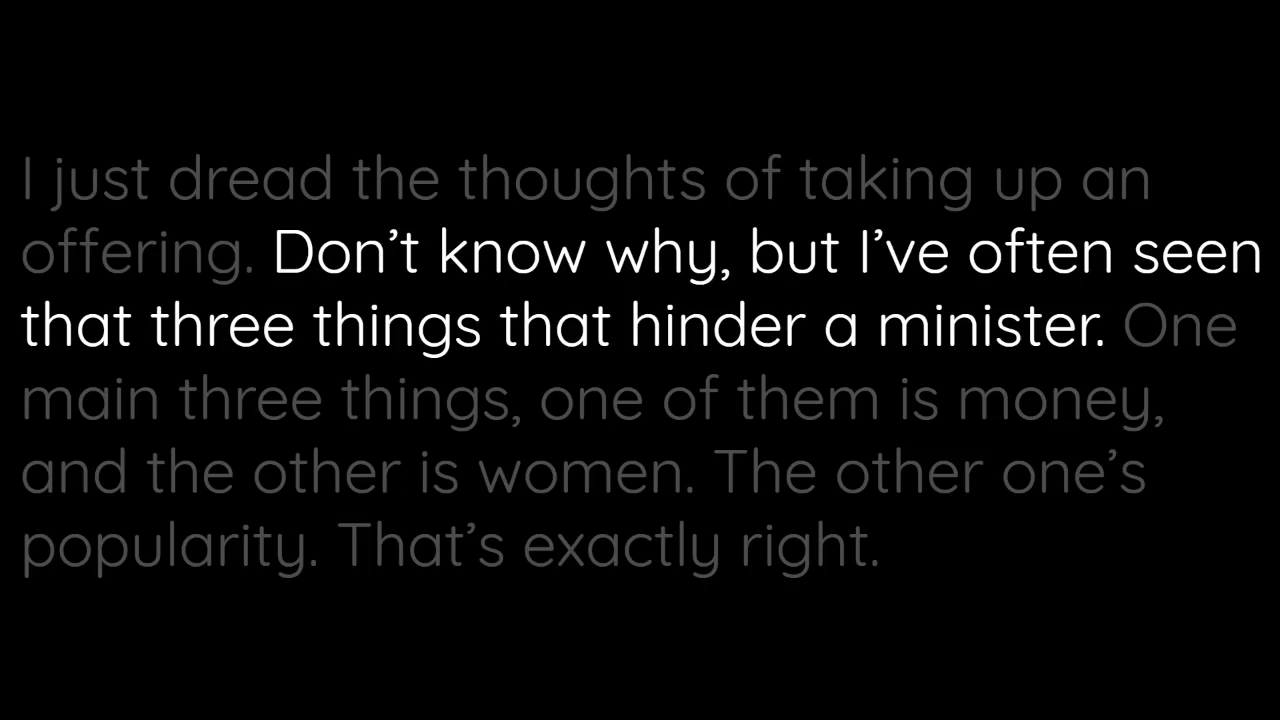 I just dread the thoughts of taking up an
offering. Don’t know why, but I’ve often seen
that three things that hinder a minister. One
main three things, one of them is money,
and the other is women. The other one’s
popularity. That’s exactly right.